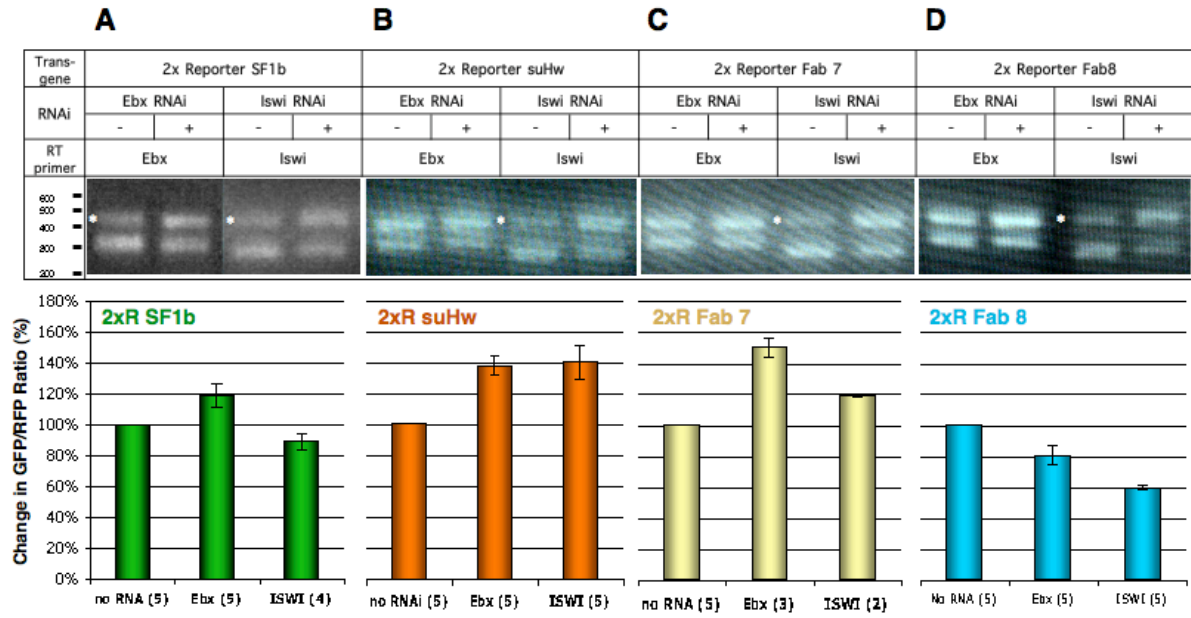 A B C D
Trans-
gene
2x Reporter SF1b 2x Reporter suHw 2x Reporter Fab 7 2x Reporter Fab8
RNAi
Ebx RNAi Iswi RNAi Ebx RNAi Iswi RNAi Ebx RNAi Iswi RNAi Ebx RNAi Iswi RNAi
- + - + - + - + - + - + - + - +
RT
primer
Ebx Iswi Ebx Iswi Ebx Iswi Ebx Iswi
600
500
400
200
* * * * *
Change in GFP/RFP Ratio (%)
180%
160%
140%
120%
100%
80%
60%
40%
20%
0%
2xR SF1b 2xR suHw 2xR Fab 7 2xR Fab 8
no RNA (5) Ebx (5) ISWI (4) no RNAi (5) Ebx (5) ISWI (5) no RNA (5) Ebx (3) ISWI (2) No RNA (5) Ebx (5) ISWI (5)